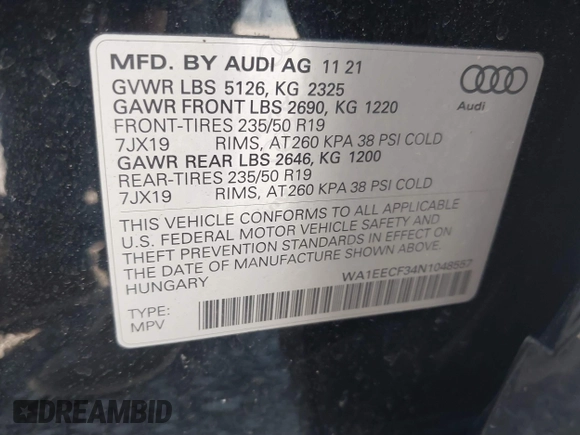 MFD. BY AUDI AG 11 21
GVWR LBS 5126, KG 2325
GAWR FRONT LBS 2690, KG 1220
FRONT-TIRES 235/50 R19
7JX19 RIMS, AT260 KPA 38 PSI COLD
GAWR REAR LBS 2646, KG 1200
REAR-TIRES 235/50 R19
7JX19 RIMS, AT260 KPA 38 PSI COLD
Audi
THIS VEHICLE CONFORMS TO ALL APPLICABLE
U.S. FEDERAL MOTOR VEHICLE SAFETY AND
THEFT PREVENTION STANDARDS IN EFFECT ON
THE DATE OF MANUFACTURE SHOWN ABOVE.
HUNGARY
WA1EECF34N1048557
TYPE:
MPV
DREAMBID